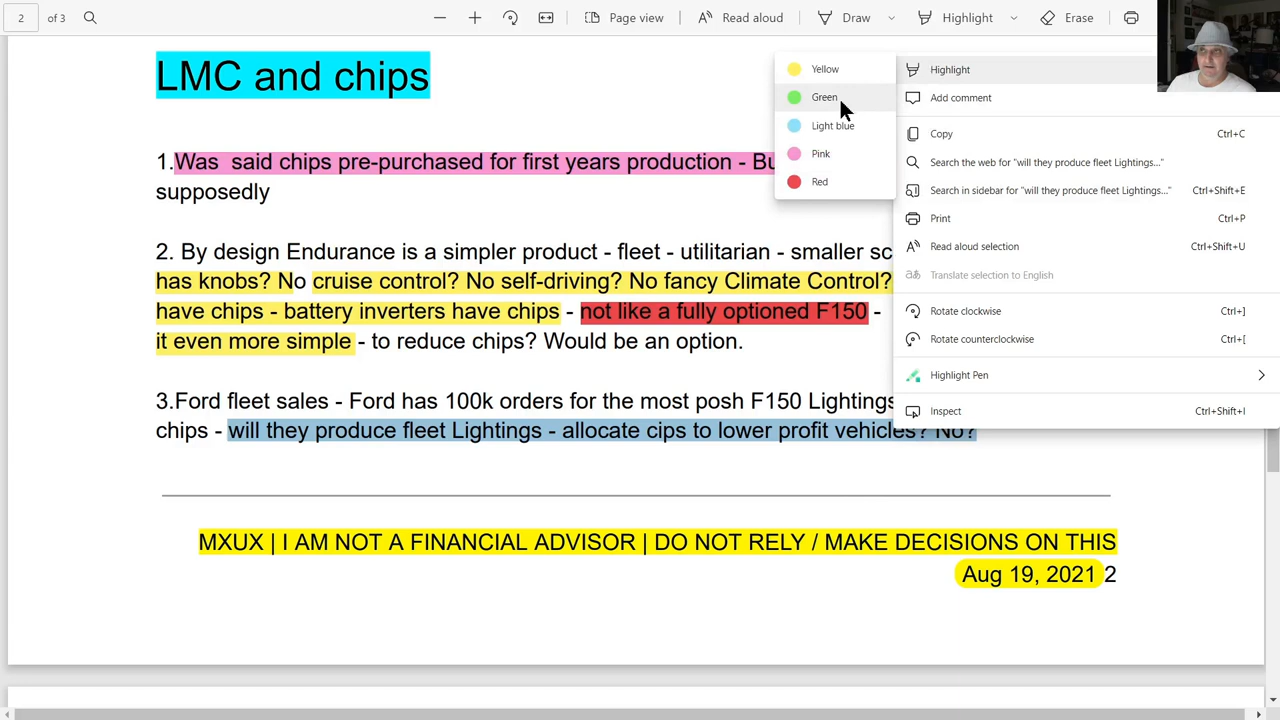 2 of 3 Page view Read aloud Draw Highlight Erase
LMC and chips
Yellow
Green
Light blue
Pink
Red
Highlight
Add comment
Copy Ctrl+C
Search the web for "will they produce fleet Lightings..."
Search in sidebar for "will they produce fleet Lightings..." Ctrl+Shift+E
Print Ctrl+P
Read aloud selection Ctrl+Shift+U
Translate selection to English
Rotate clockwise Ctrl+]
Rotate counterclockwise Ctrl+[
Highlight Pen
Inspect Ctrl+Shift+I
1.Was said chips pre-purchased for first years production -
supposedly
2. By design Endurance is a simpler product - fleet - utilitarian - smaller
has knobs? No cruise control? No self-driving? No fancy Climate Control?
have chips - battery inverters have chips - not like a fully optioned F150 -
it even more simple - to reduce chips? Would be an option.
3.Ford fleet sales - Ford has 100k orders for the most posh F150 Lightings
chips - will they produce fleet Lightings - allocate cips to lower profit vehicles? No?
MXUX | I AM NOT A FINANCIAL ADVISOR | DO NOT RELY / MAKE DECISIONS ON THIS
Aug 19, 2021 2